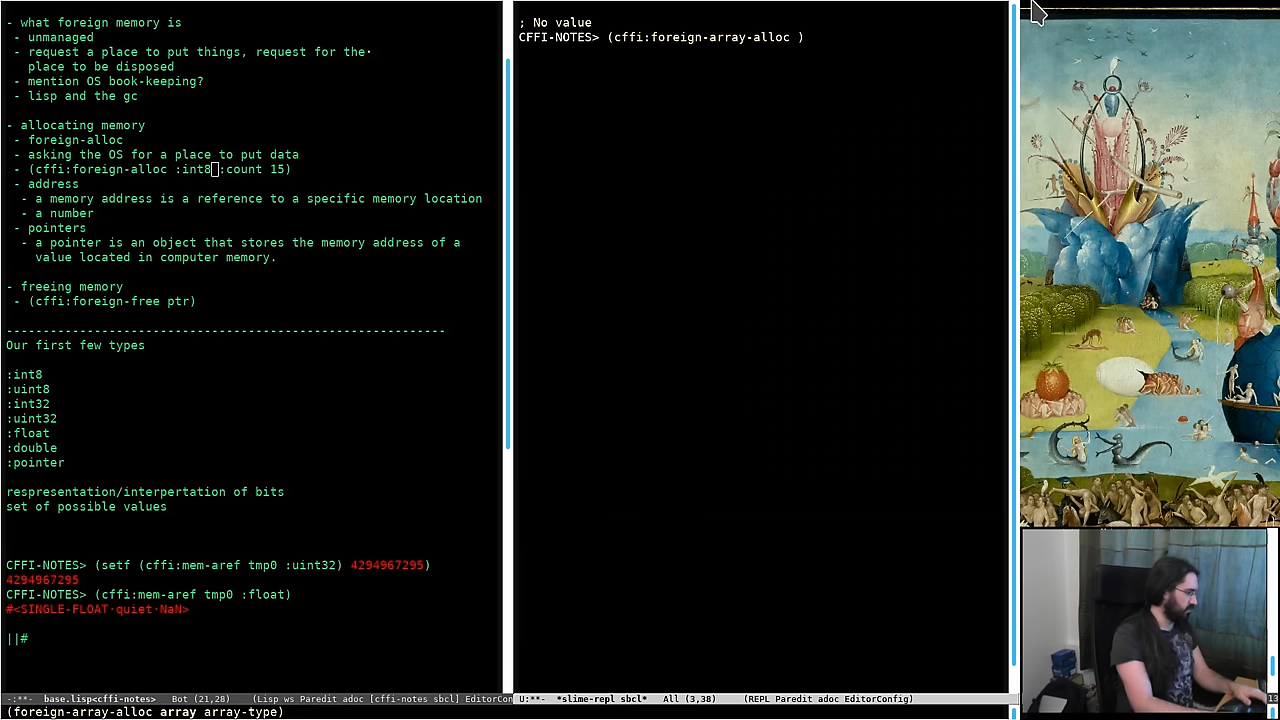 - what foreign memory is
- unmanaged
- request a place to put things, request for the·
place to be disposed
- mention OS book-keeping?
- lisp and the gc
- allocating memory
- foreign-alloc
- asking the OS for a place to put data
- (cffi:foreign-alloc :int8 :count 15)
- address
- a memory address is a reference to a specific memory location
- a number
- pointers
- a pointer is an object that stores the memory address of a
value located in computer memory.
- freeing memory
- (cffi:foreign-free ptr)
-----------------------------------------------------------
Our first few types
:int8
:uint8
:int32
:uint32
:float
:double
:pointer
respresentation/interpertation of bits
set of possible values
CFFI-NOTES> (setf (cffi:mem-aref tmp0 :uint32) 4294967295)
4294967295
CFFI-NOTES> (cffi:mem-aref tmp0 :float)
#<SINGLE-FLOAT·quiet·NaN>
||#
-:**- base.lisp<cffi-notes> Bot (21,28) (Lisp ws Paredit adoc [cffi-notes sbcl] EditorCon
(foreign-array-alloc array array-type)
; No value
CFFI-NOTES> (cffi:foreign-array-alloc )
U:**- *slime-repl sbcl* All (3,38) (REPL Paredit adoc EditorConfig)